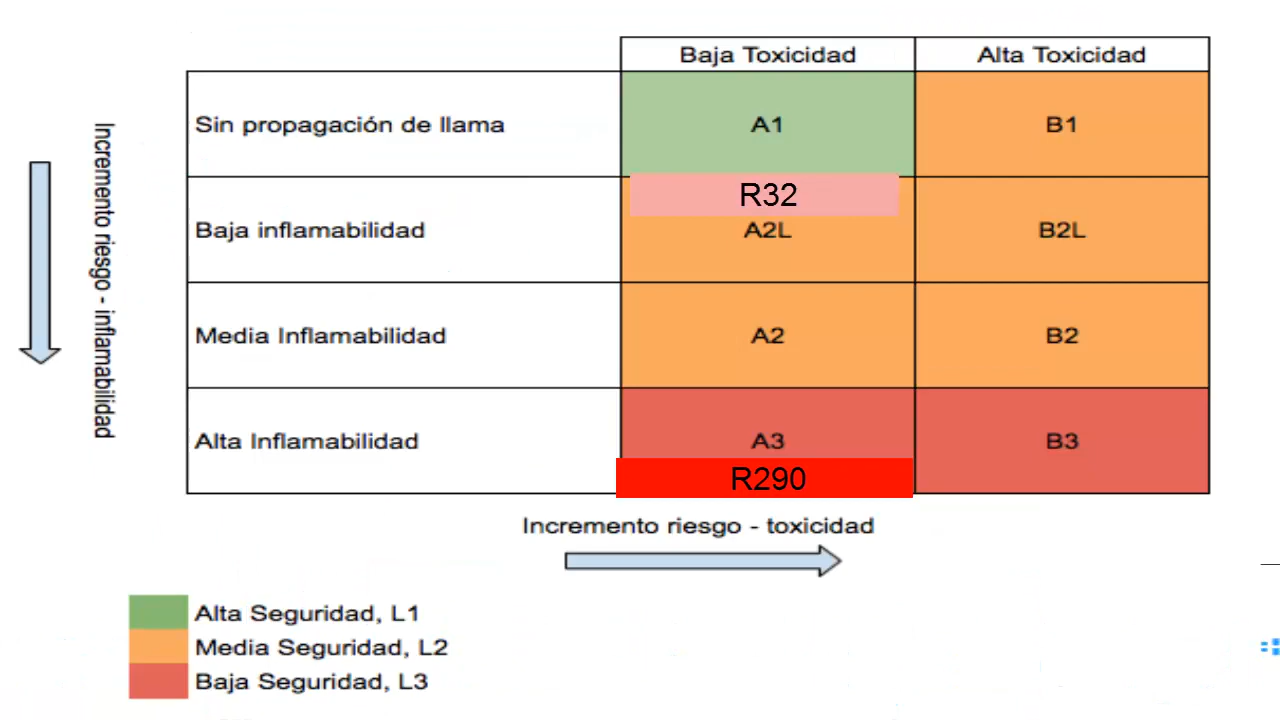 Baja Toxicidad Alta Toxicidad
Sin propagación de llama A1 B1
R32
Baja inflamabilidad A2L B2L
Media Inflamabilidad A2 B2
Alta Inflamabilidad A3 B3
R290
Incremento riesgo - inflamabilidad
Incremento riesgo - toxicidad
Alta Seguridad, L1
Media Seguridad, L2
Baja Seguridad, L3